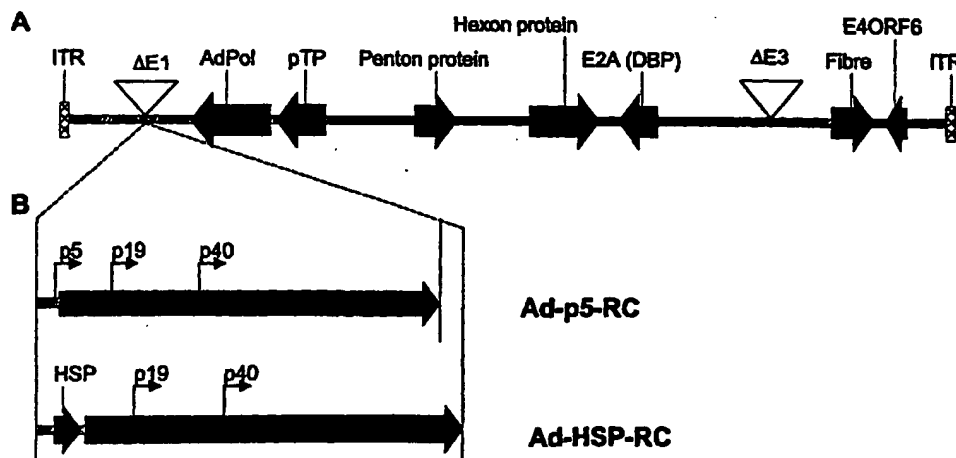 A
Hexon protein
E4ORF6
ITR
ΔE1
AdPol
pTP
Penton protein
E2A (DBP)
ΔE3
Fibre
ITR
B
p5
p19
p40
Ad-p5-RC
HSP
p19
p40
Ad-HSP-RC